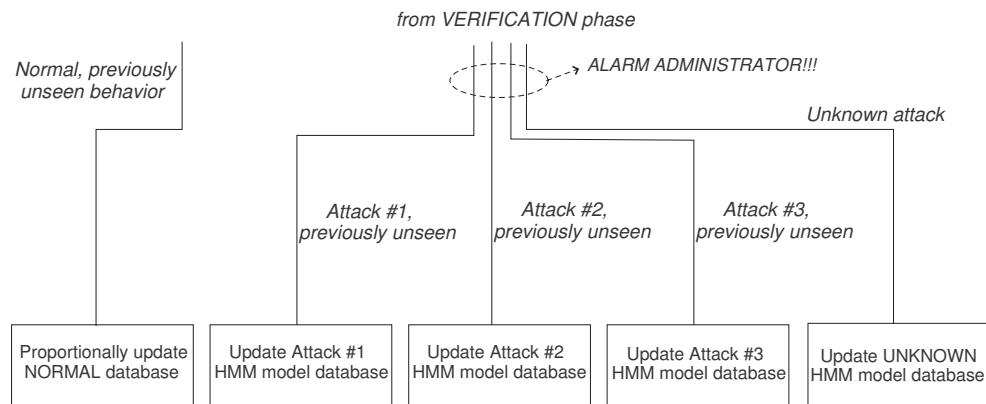 from VERIFICATION phase
Normal, previously
unseen behavior
ALARM ADMINISTRATOR!!!
Unknown attack
Attack #1,
previously unseen
Attack #2,
previously unseen
Attack #3,
previously unseen
Proportionally update
NORMAL database
Update Attack #1
HMM model database
Update Attack #2
HMM model database
Update Attack #3
HMM model database
Update UNKNOWN
HMM model database